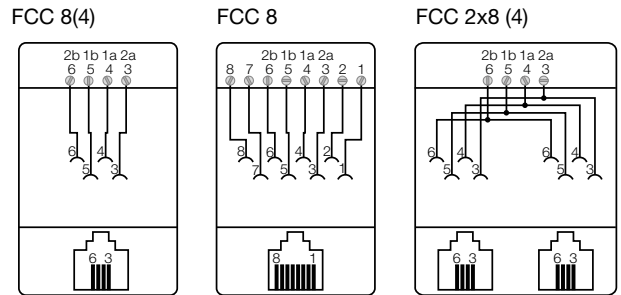 FCC 8(4)
FCC 8
FCC 2x8 (4)
2b 1b 1a 2a
6 5 4 3
6 4
5 3
6 3
2b 1b 1a 2a
8 7 6 5 4 3 2 1
8 6 4 2
7 5 3 1
8 1
2b 1b 1a 2a
6 5 4 3
6 4 6 4
5 3 5 3
6 3
6 3